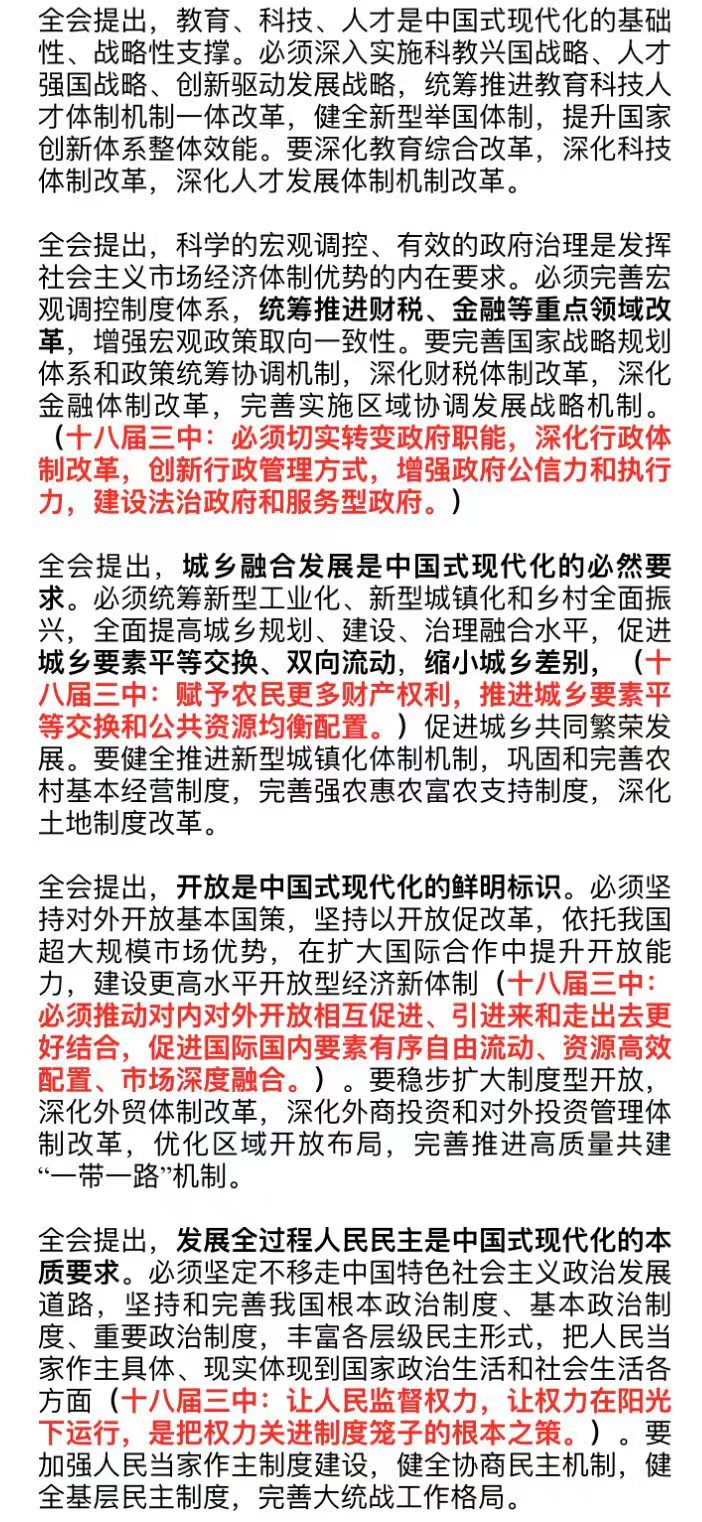 全会提出，教育、科技、人才是中国式现代化的基础
性、战略性支撑。必须深入实施科教兴国战略、人才
强国战略、创新驱动发展战略，统筹推进教育科技人
才体制机制一体改革，健全新型举国体制，提升国家
创新体系整体效能。要深化教育综合改革，深化科技
体制改革，深化人才发展体制机制改革。
全会提出，科学的宏观调控、有效的政府治理是发挥
社会主义市场经济体制优势的内在要求。必须完善宏
观调控制度体系，统筹推进财税、金融等重点领域改
革，增强宏观政策取向一致性。要完善国家战略规划
体系和政策统筹协调机制，深化财税体制改革，深化
金融体制改革，完善实施区域协调发展战略机制。
（十八届三中：必须切实转变政府职能，深化行政体
制改革，创新行政管理方式，增强政府公信力和执行
力，建设法治政府和服务型政府。）
全会提出，城乡融合发展是中国式现代化的必然要
求。必须统筹新型工业化、新型城镇化和乡村全面振
兴，全面提高城乡规划、建设、治理融合水平，促进
城乡要素平等交换、双向流动，缩小城乡差别，（十
八届三中：赋予农民更多财产权利，推进城乡要素平
等交换和公共资源均衡配置。）促进城乡共同繁荣发
展。要健全推进新型城镇化体制机制，巩固和完善农
村基本经营制度，完善强农惠农富农支持制度，深化
土地制度改革。
全会提出，开放是中国式现代化的鲜明标识。必须坚
持对外开放基本国策，坚持以开放促改革，依托我国
超大规模市场优势，在扩大国际合作中提升开放能
力，建设更高水平开放型经济新体制（十八届三中：
必须推动对内对外开放相互促进、引进来和走出去更
好结合，促进国际国内要素有序自由流动、资源高效
配置、市场深度融合。）。要稳步扩大制度型开放，
深化外贸体制改革，深化外商投资和对外投资管理体
制改革，优化区域开放布局，完善推进高质量共建
“一带一路”机制。
全会提出，发展全过程人民民主是中国式现代化的本
质要求。必须坚定不移走中国特色社会主义政治发展
道路，坚持和完善我国根本政治制度、基本政治制
度、重要政治制度，丰富各层级民主形式，把人民当
家作主具体、现实体现到国家政治生活和社会生活各
方面（十八届三中：让人民监督权力，让权力在阳光
下运行，是把权力关进制度笼子的根本之策。）。要
加强人民当家作主制度建设，健全协商民主机制，健
全基层民主制度，完善大统战工作格局。